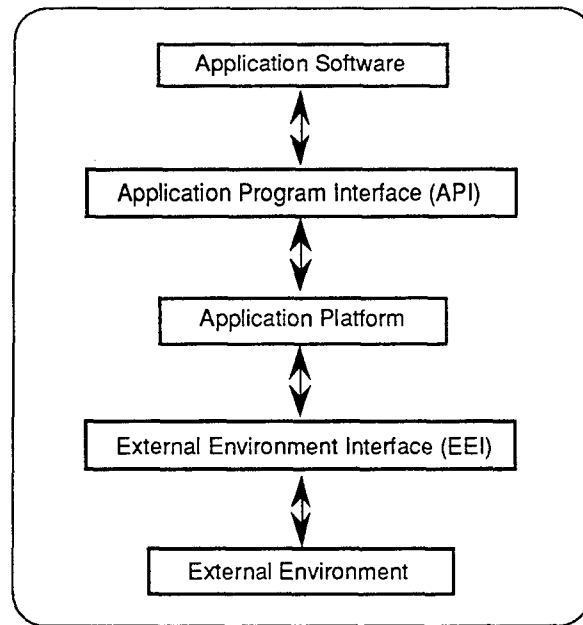 Application Software
Application Program Interface (API)
Application Platform
External Environment Interface (EEI)
External Environment